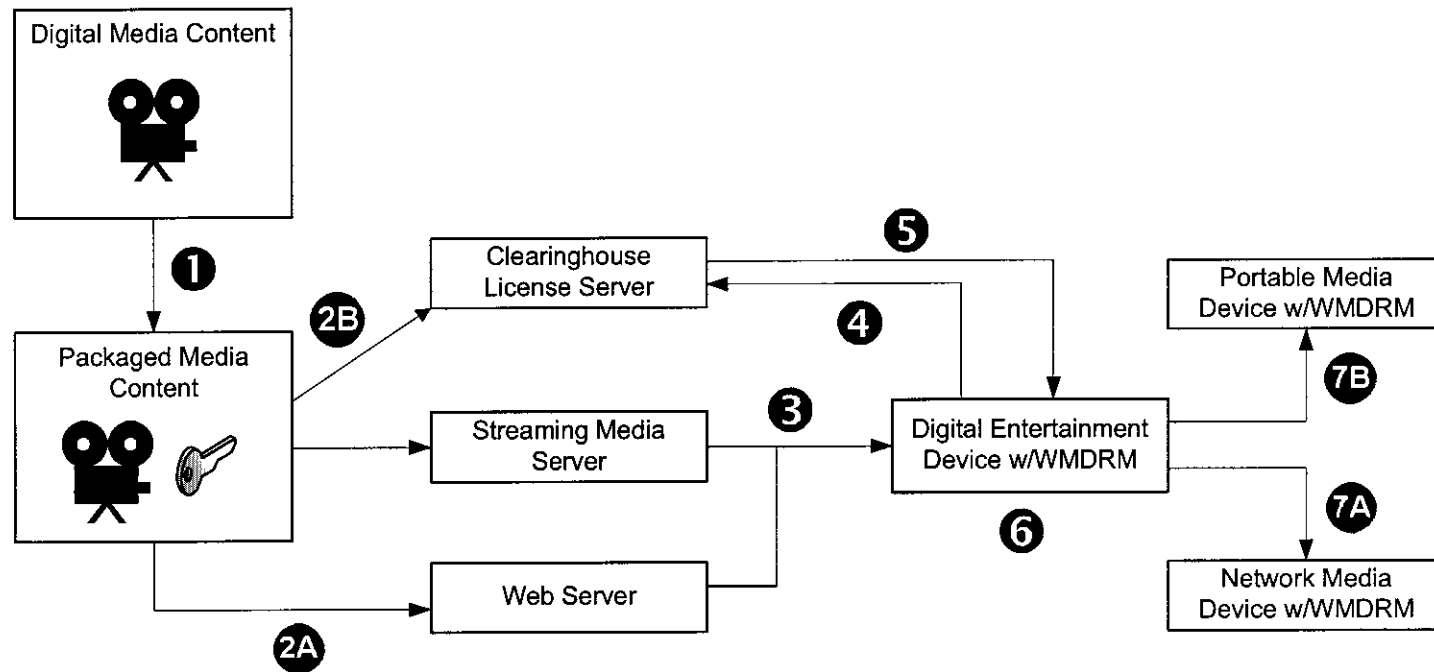 Digital Media Content
1
Packaged Media
Content
2B
2A
Clearinghouse
License Server
Streaming Media
Server
Web Server
5
4
3
Digital Entertainment
Device w/WMDRM
6
Portable Media
Device w/WMDRM
7B
7A
Network Media
Device w/WMDRM